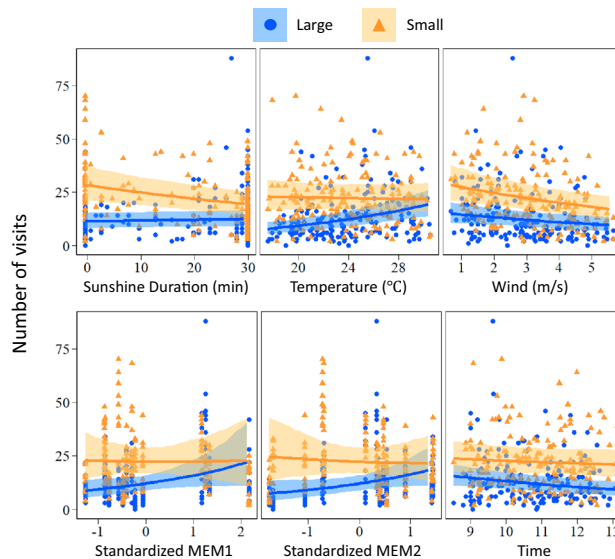 Large Small
Number of visits
75
50
25
0
0 10 20 30
20 24 28
1 2 3 4 5
Sunshine Duration (min) Temperature (°C) Wind (m/s)
75
50
25
0
-1 0 1 2
-1 0 1
9 10 11 12 13
Standardized MEM1 Standardized MEM2 Time